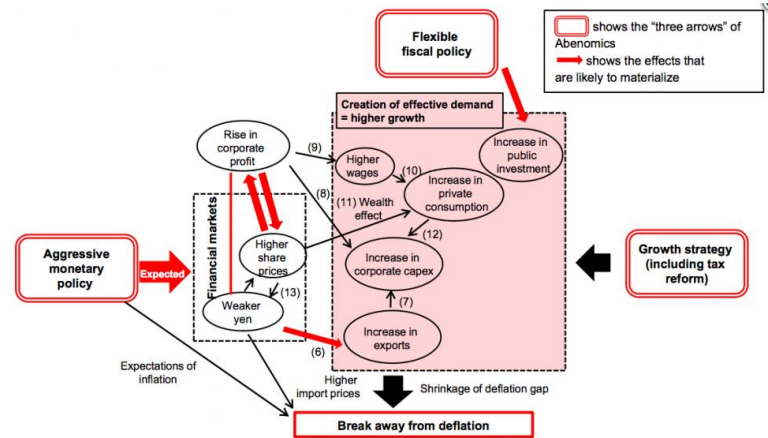 Flexible
fiscal policy
shows the “three arrows” of
Abenomics
shows the effects that
are likely to materialize
Creation of effective demand
= higher growth
Rise in
corporate
profit
(9)
Higher
wages
(10)
Increase in
public
investment
Increase in
private
consumption
(8)
(11) Wealth
effect
(12)
Financial markets
Aggressive
monetary
policy
Expected
Higher
share
prices
Increase in
corporate capex
Growth strategy
(including tax
reform)
(13)
Weaker
yen
(7)
Increase in
exports
(6)
Expectations of
inflation
Higher
import prices
Shrinkage of deflation gap
Break away from deflation